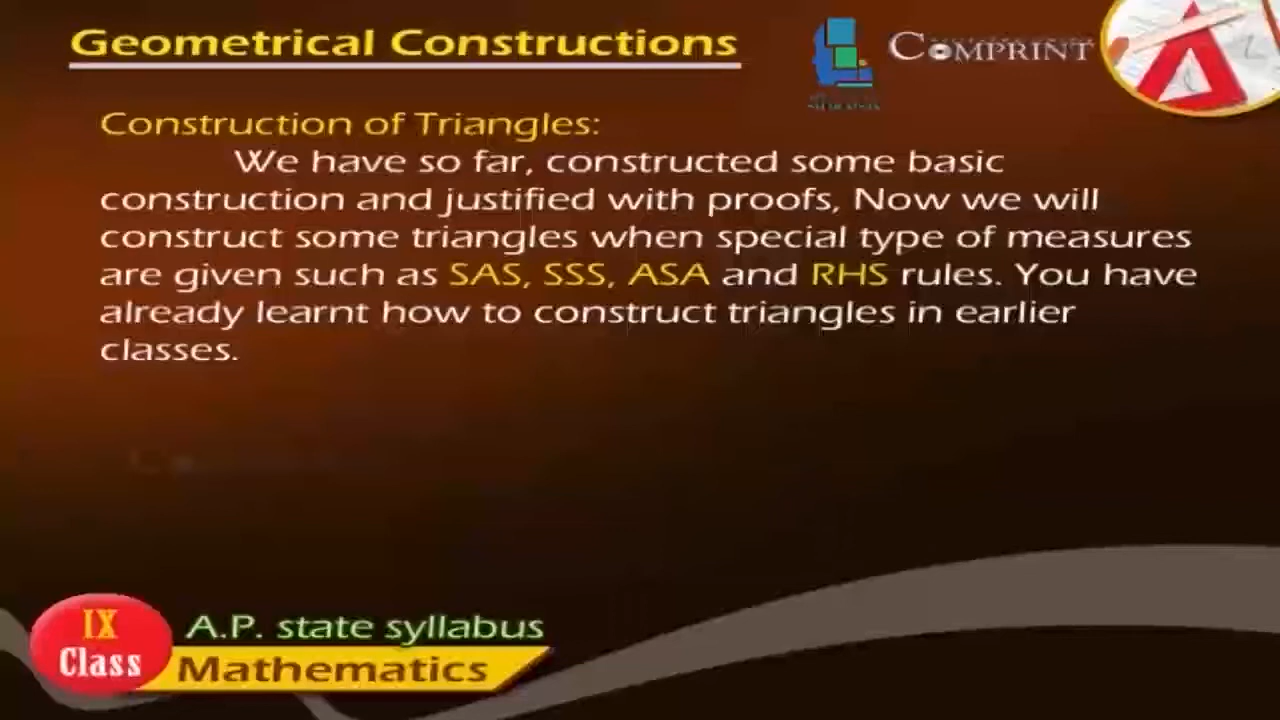 Geometrical Constructions
COMPRINT
Construction of Triangles:
We have so far, constructed some basic
construction and justified with proofs, Now we will
construct some triangles when special type of measures
are given such as SAS, SSS, ASA and RHS rules. You have
already learnt how to construct triangles in earlier
classes.
IX
Class
A.P. state syllabus
Mathematics